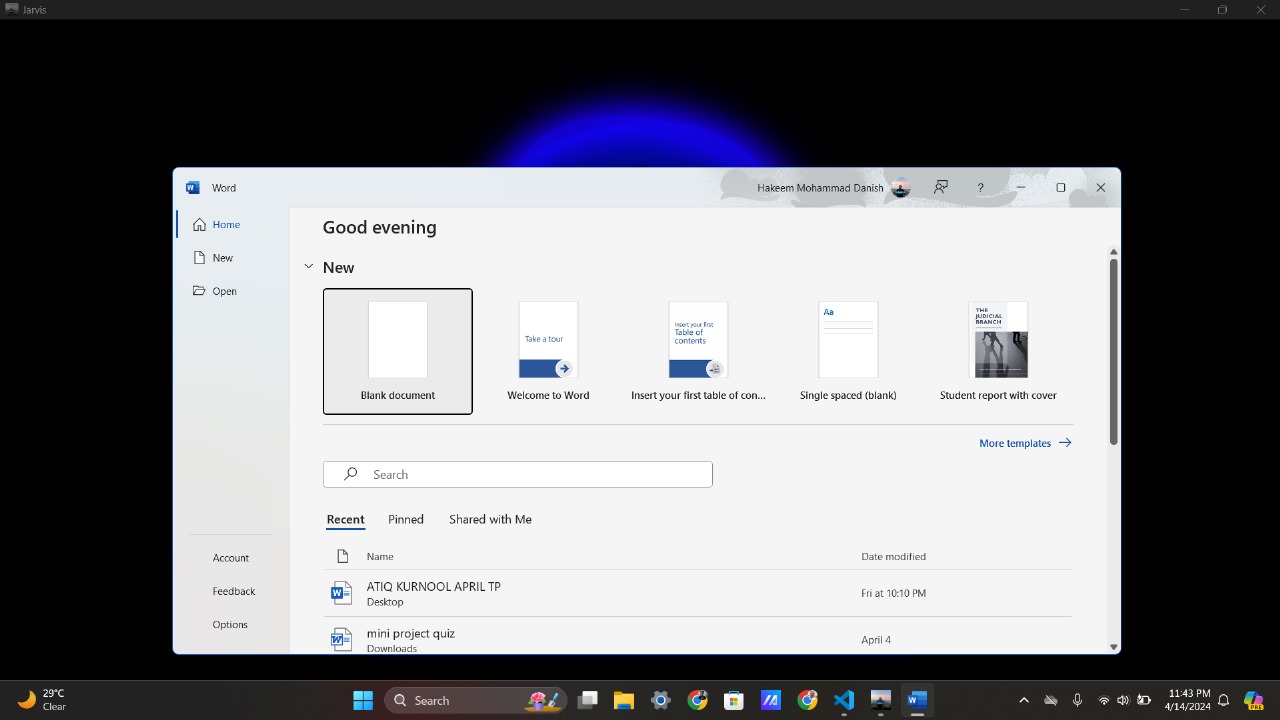 Jarvis
Word
Hakeem Mohammad Danish
?
Home
New
Open
Good evening
New
Take a tour
Insert your first
Table of
contents
Aa
THE
JUDICIAL
BRANCH
Blank document
Welcome to Word
Insert your first table of con...
Single spaced (blank)
Student report with cover
More templates
Search
Recent
Pinned
Shared with Me
Name
Date modified
ATIQ KURNOOL APRIL TP
Desktop
Fri at 10:10 PM
mini project quiz
Downloads
April 4
Account
Feedback
Options
29°C
Clear
Search
11:43 PM
4/14/2024
PRE